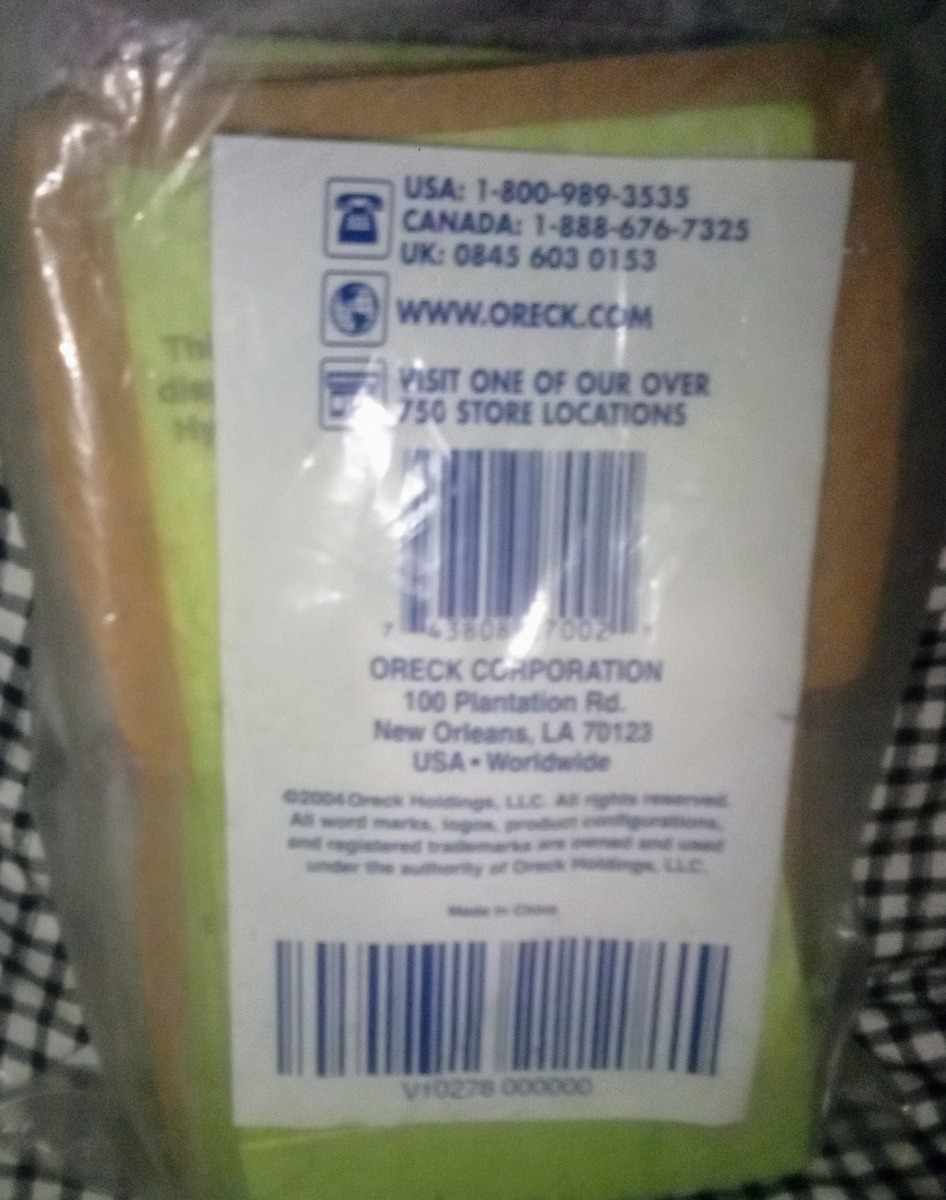 USA: 1-800-989-3535
CANADA: 1-888-676-7325
UK: 0845 603 0153
WWW.ORECK.COM
VISIT ONE OF OUR OVER
750 STORE LOCATIONS
7 43808 7002
ORECK CORPORATION
100 Plantation Rd.
New Orleans, LA 70123
USA • Worldwide
©2004 Oreck Holdings, LLC. All rights reserved.
All word marks, logos, product configurations,
and registered trademarks are owned and used
under the authority of Oreck Holdings, LLC.
Made in China
V10278 000000